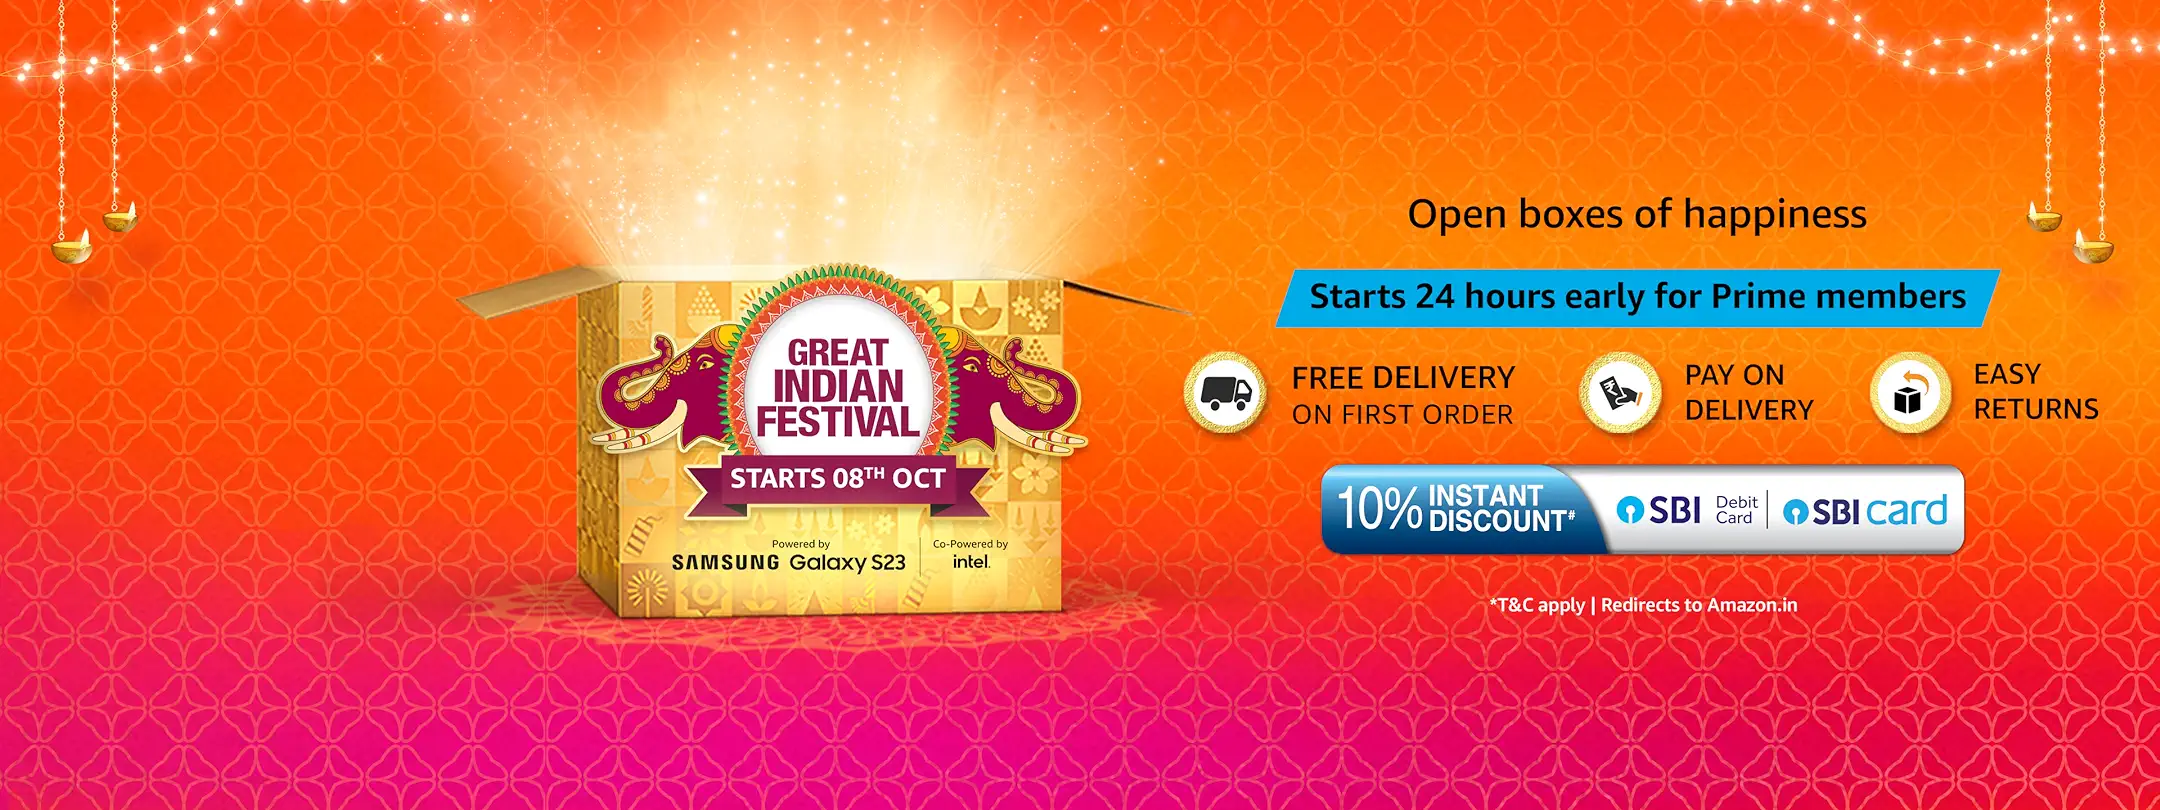 GREAT
INDIAN
FESTIVAL
STARTS 08TH OCT
Powered by
SAMSUNG Galaxy S23
Co-Powered by
intel.
Open boxes of happiness
Starts 24 hours early for Prime members
FREE DELIVERY
ON FIRST ORDER
PAY ON
DELIVERY
EASY
RETURNS
10% INSTANT
DISCOUNT#
SBI Debit
Card
SBI card
*T&C apply | Redirects to Amazon.in